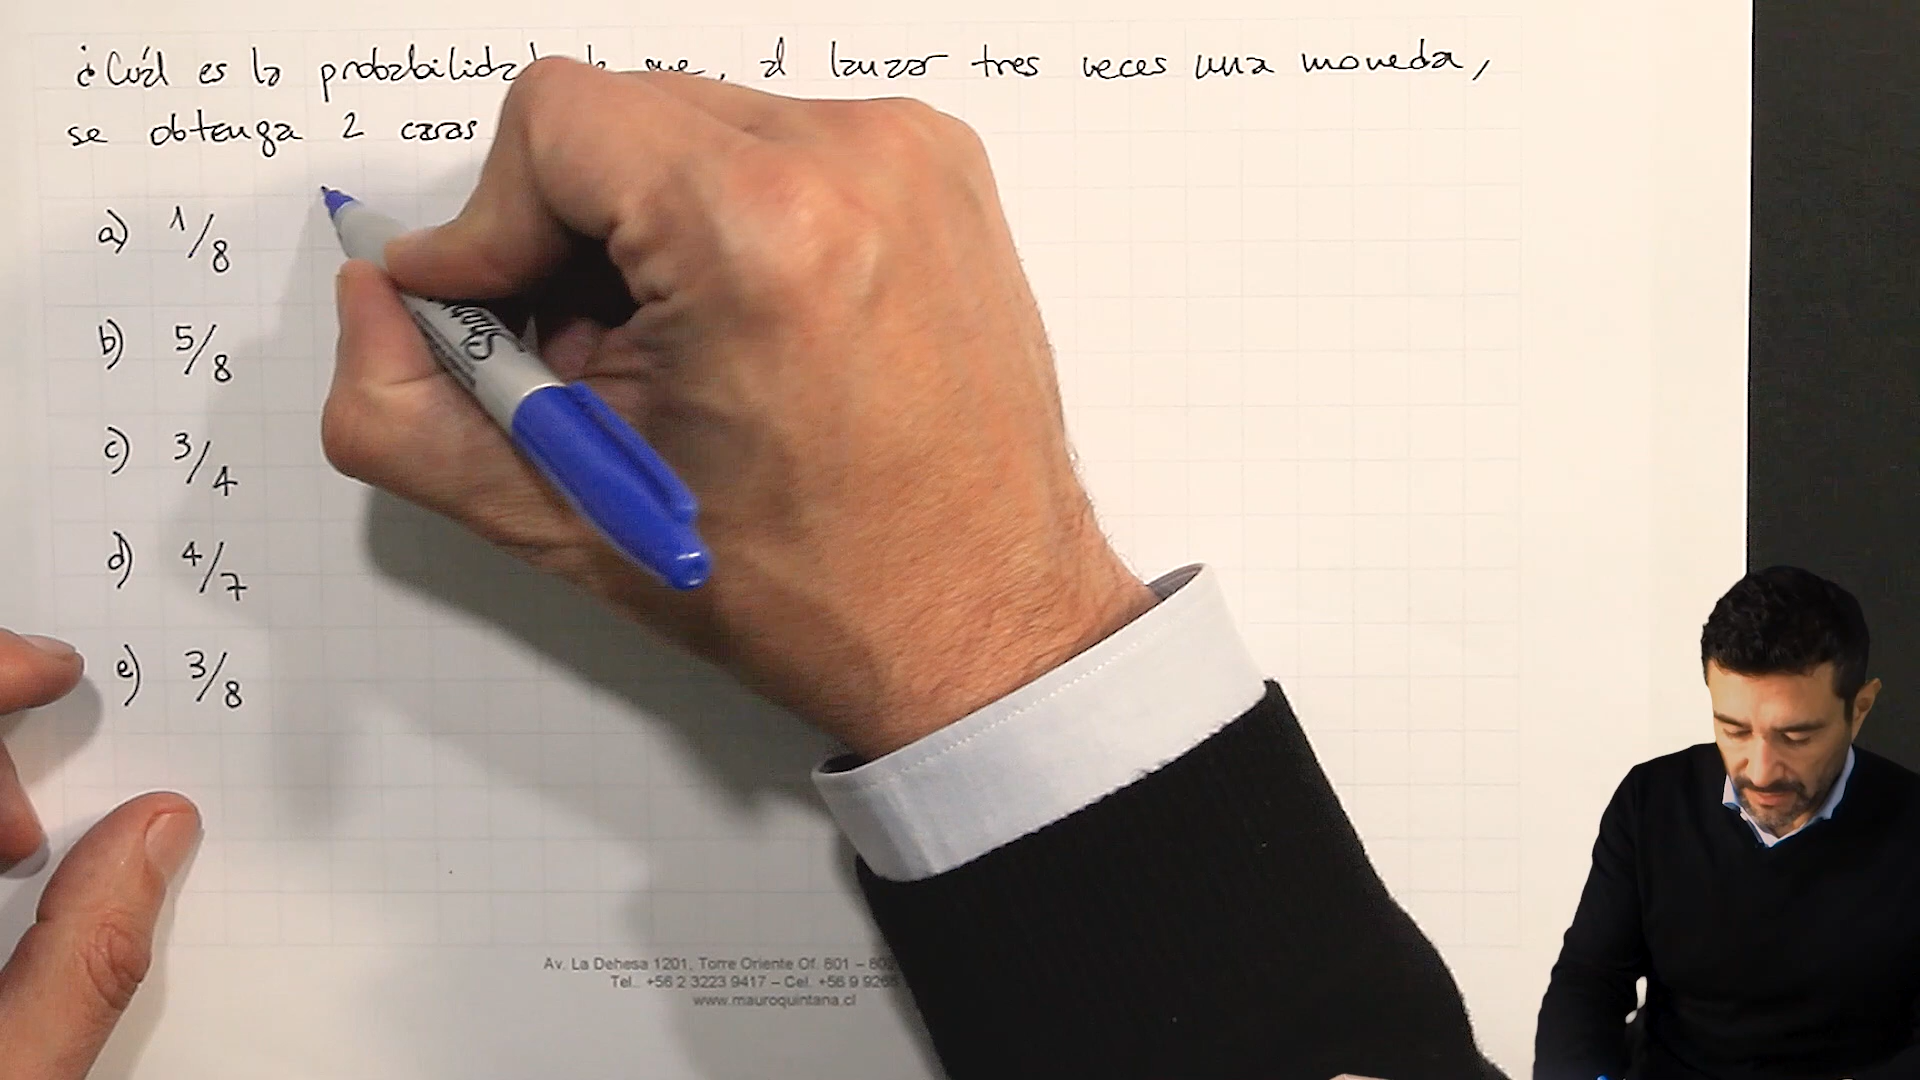 ¿Cuál es la probabilidad de que, al lanzar tres veces una moneda,
se obtenga 2 caras
a) 1/8
b) 5/8
c) 3/4
d) 4/7
e) 3/8
Av. La Dehesa 1201, Torre Oriente Of. 801 –
Tel.. +56 2 3223 9417 – Cel. +56 9
www.mauroquintana.cl